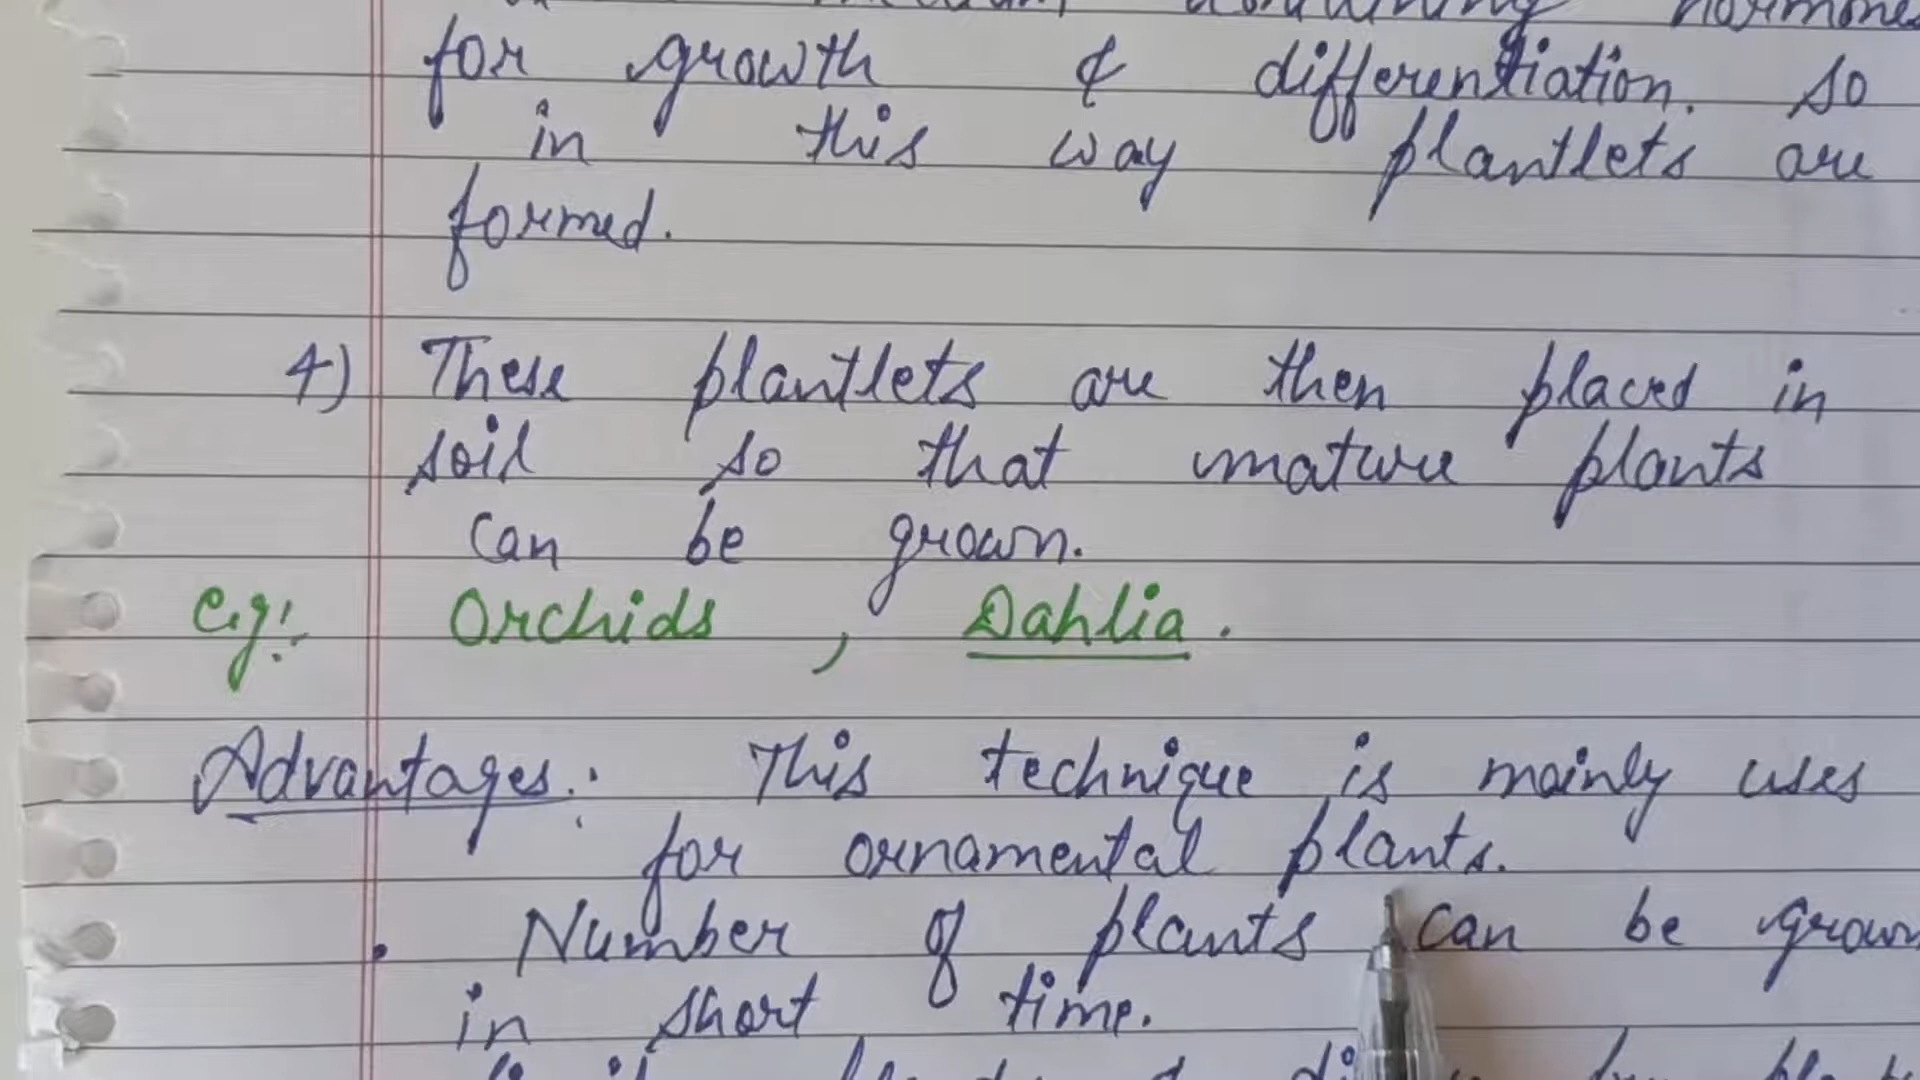 containing hormones
for growth & differentiation. So
in this way plantlets are
formed.
4) These plantlets are then placed in
soil so that mature plants
can be grown.
e.g:. Orchids , Dahlia .
Advantages : This technique is mainly uses
for ornamental plants.
. Number of plants can be grown
in short time.